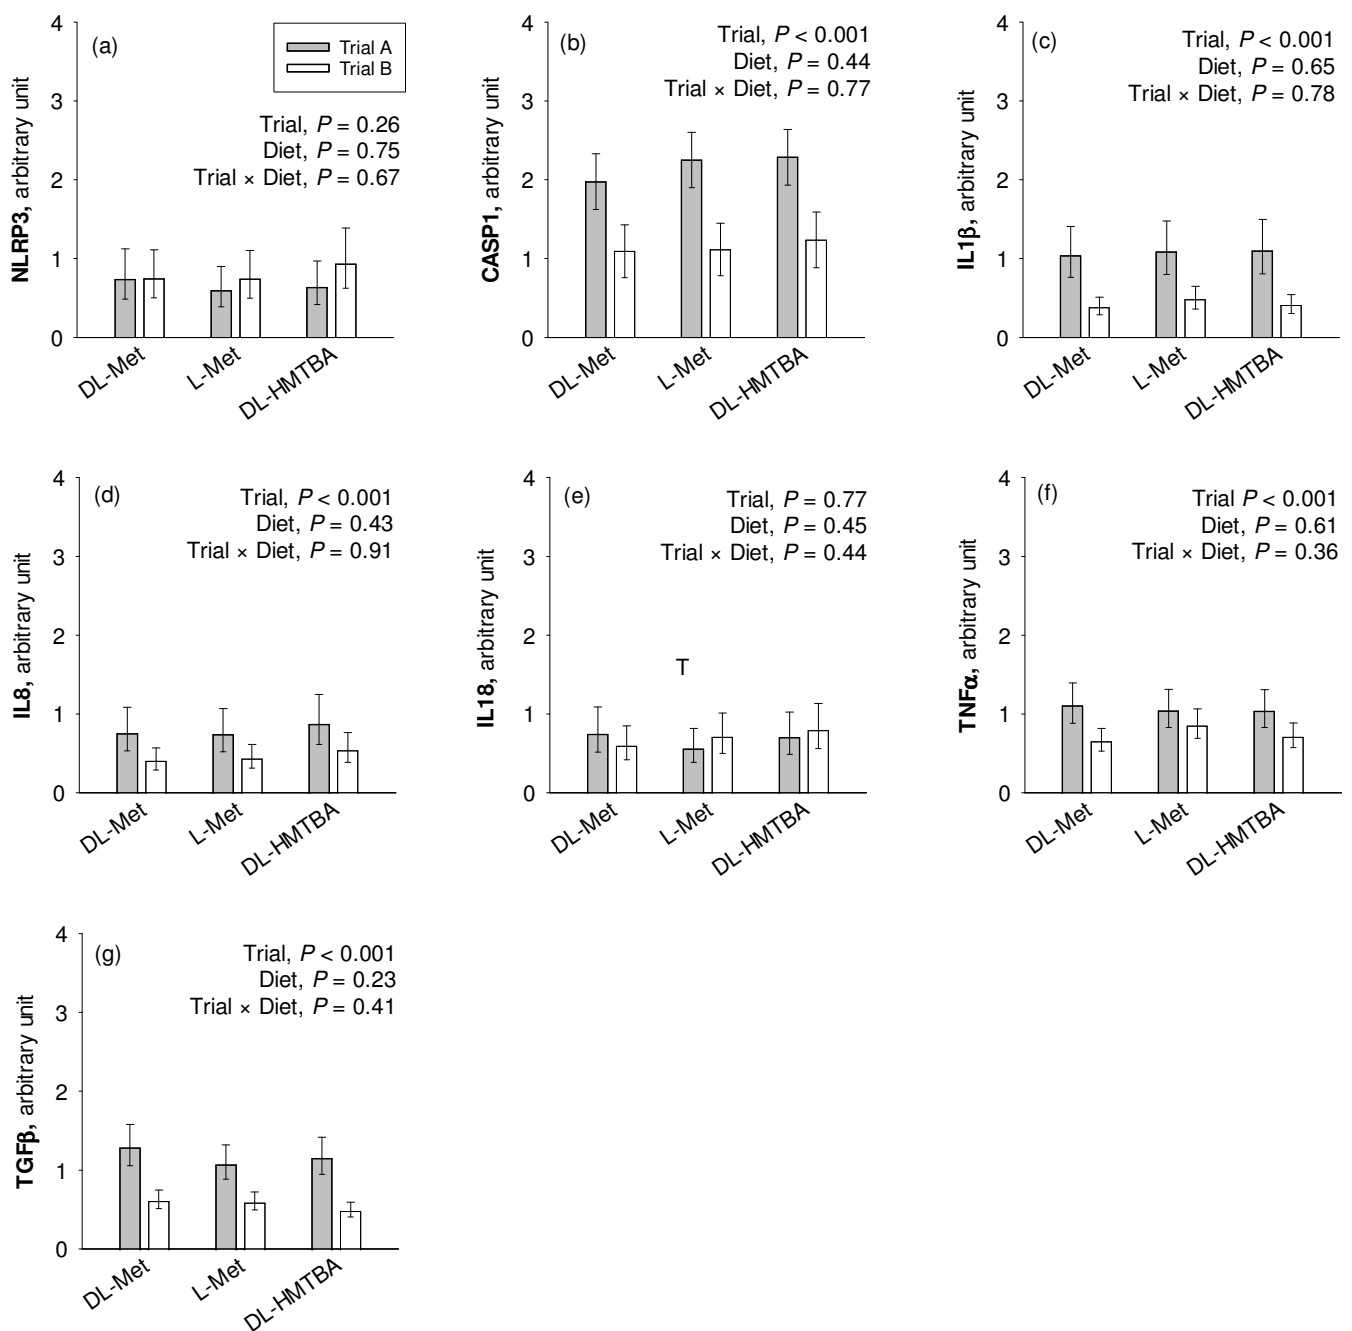 (a)
Trial A
Trial B
Trial, P = 0.26
Diet, P = 0.75
Trial × Diet, P = 0.67
NLRP3, arbitrary unit
4
3
2
1
0
DL-Met
L-Met
DL-HMTBA
(b)
Trial, P < 0.001
Diet, P = 0.44
Trial × Diet, P = 0.77
CASP1, arbitrary unit
4
3
2
1
0
DL-Met
L-Met
DL-HMTBA
(c)
Trial, P < 0.001
Diet, P = 0.65
Trial × Diet, P = 0.78
IL1β, arbitrary unit
4
3
2
1
0
DL-Met
L-Met
DL-HMTBA
(d)
Trial, P < 0.001
Diet, P = 0.43
Trial × Diet, P = 0.91
IL8, arbitrary unit
4
3
2
1
0
DL-Met
L-Met
DL-HMTBA
(e)
Trial, P = 0.77
Diet, P = 0.45
Trial × Diet, P = 0.44
IL18, arbitrary unit
4
3
2
1
0
T
DL-Met
L-Met
DL-HMTBA
(f)
Trial P < 0.001
Diet, P = 0.61
Trial × Diet, P = 0.36
TNFα, arbitrary unit
4
3
2
1
0
DL-Met
L-Met
DL-HMTBA
(g)
Trial, P < 0.001
Diet, P = 0.23
Trial × Diet, P = 0.41
TGFβ, arbitrary unit
4
3
2
1
0
DL-Met
L-Met
DL-HMTBA